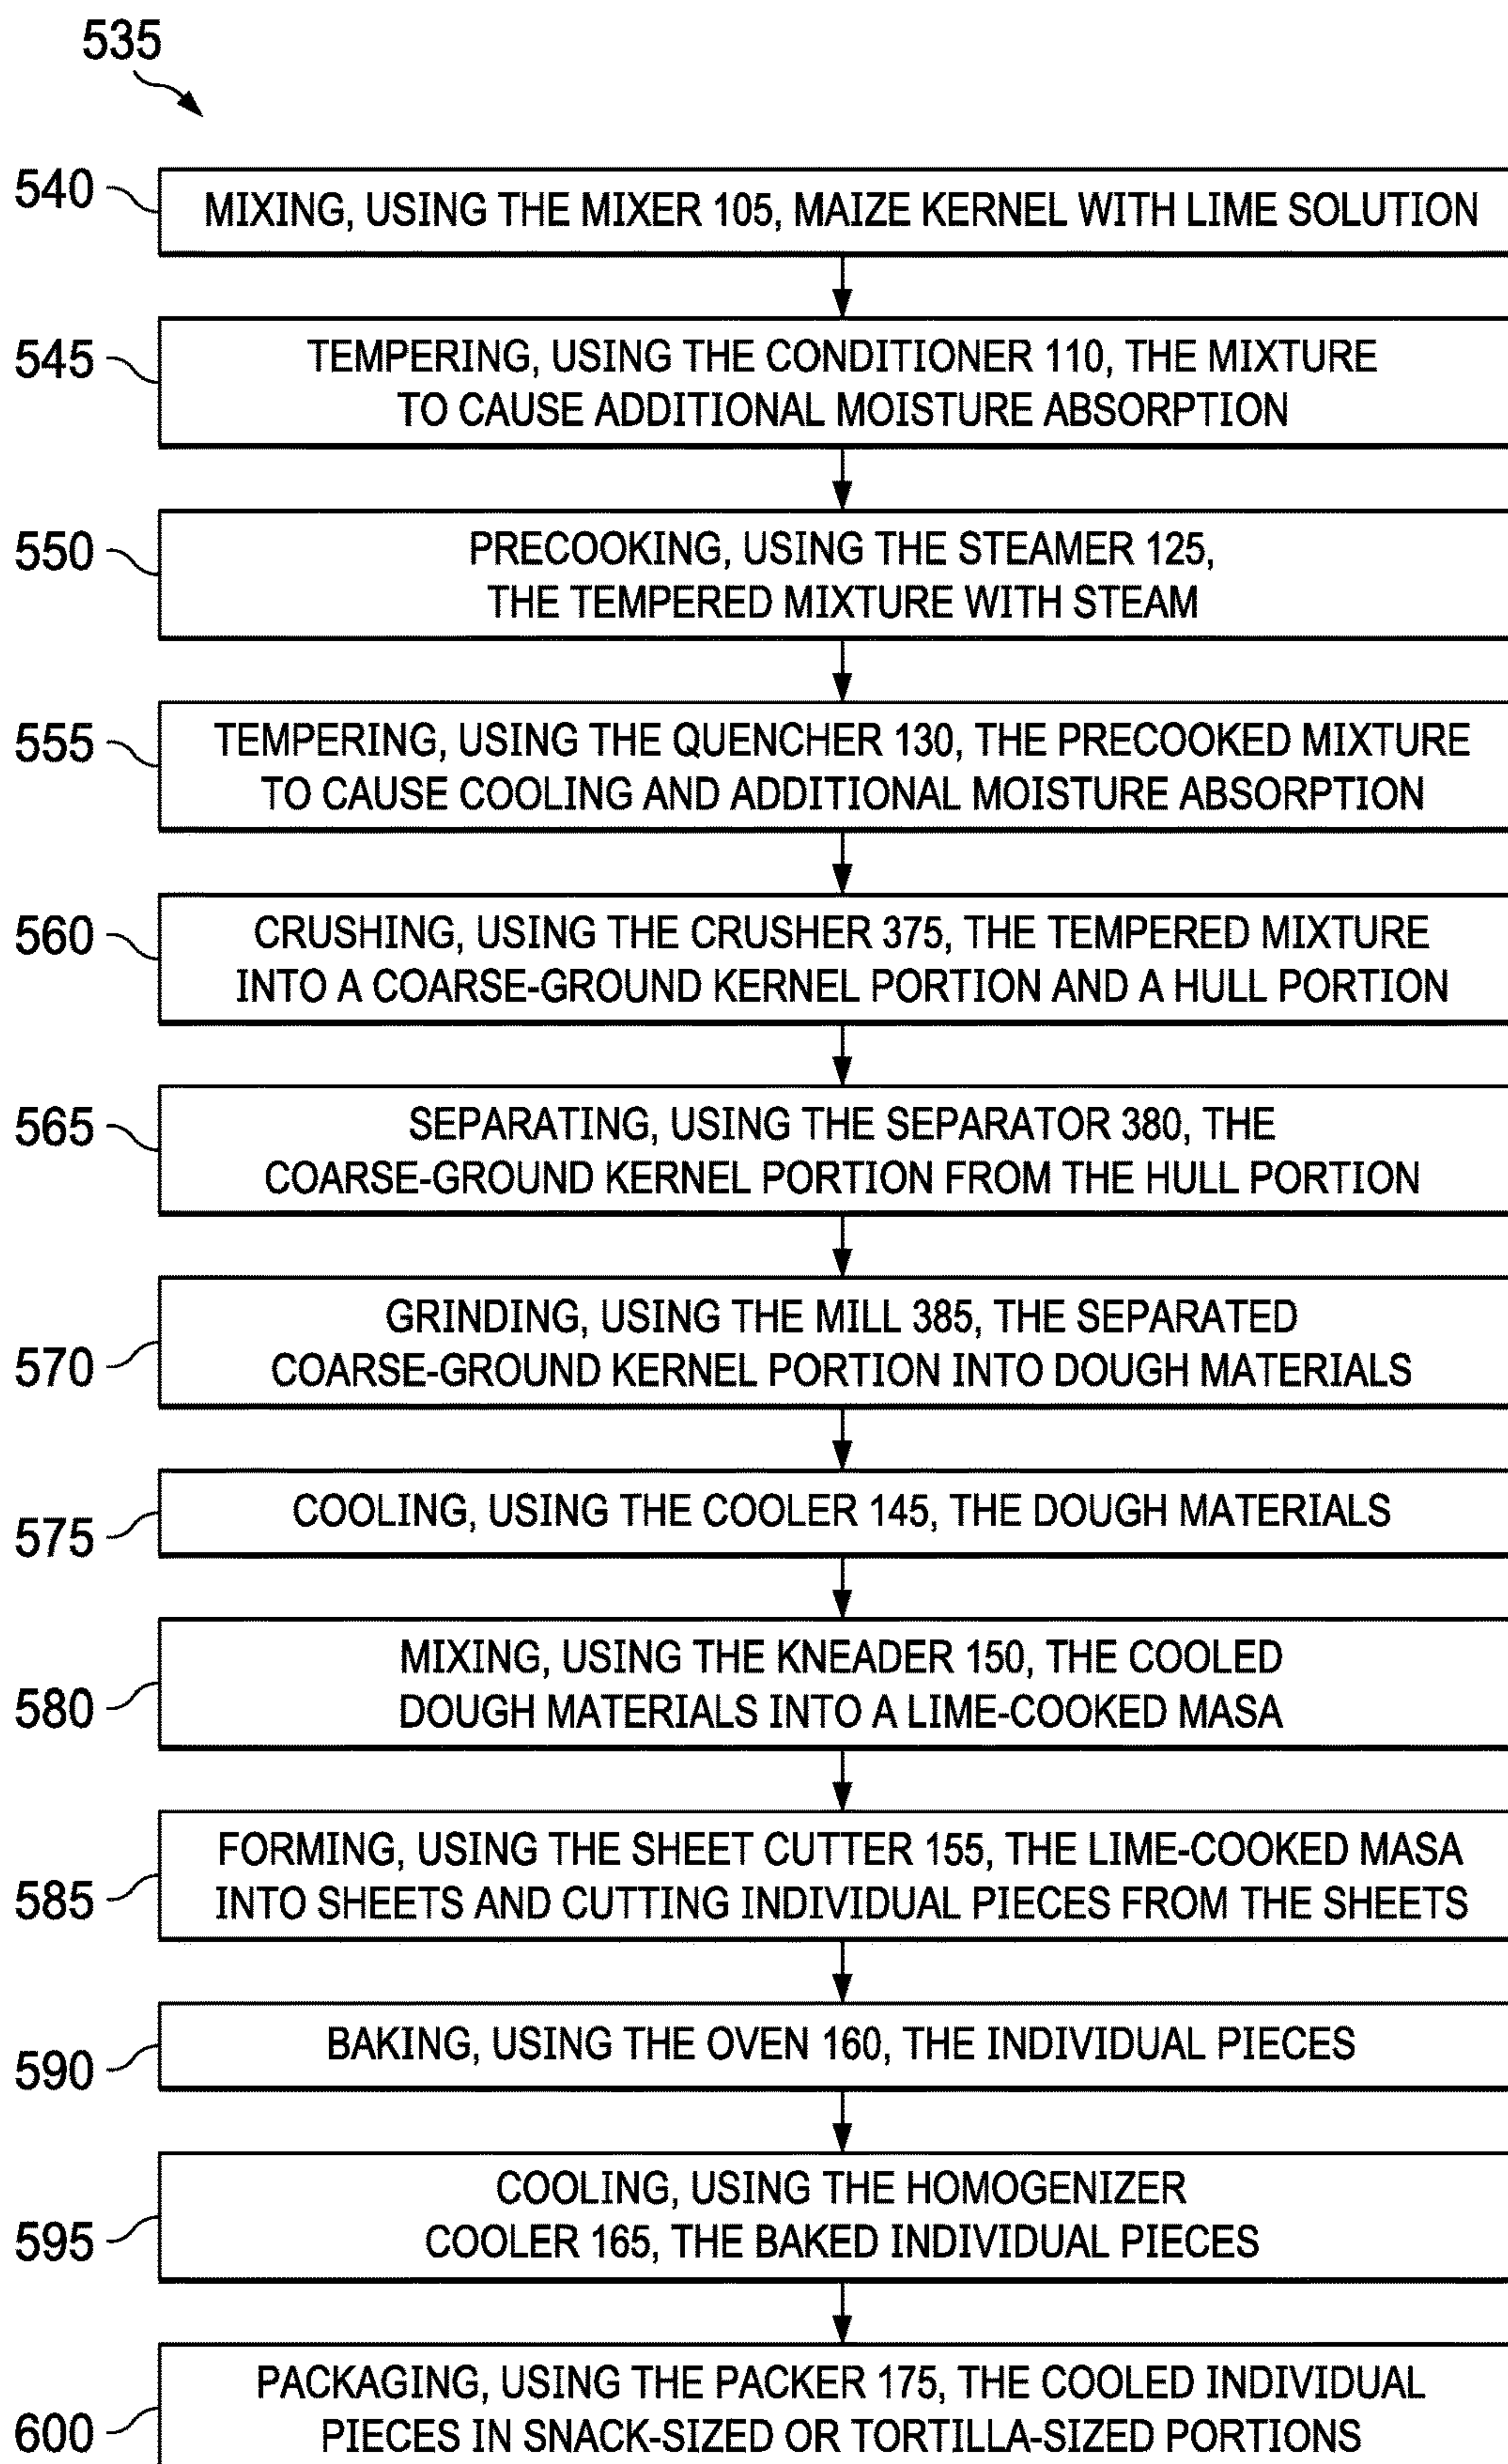 535
540
MIXING, USING THE MIXER 105, MAIZE KERNEL WITH LIME SOLUTION
545
TEMPERING, USING THE CONDITIONER 110, THE MIXTURE
TO CAUSE ADDITIONAL MOISTURE ABSORPTION
550
PRECOOKING, USING THE STEAMER 125,
THE TEMPERED MIXTURE WITH STEAM
555
TEMPERING, USING THE QUENCHER 130, THE PRECOOKED MIXTURE
TO CAUSE COOLING AND ADDITIONAL MOISTURE ABSORPTION
560
CRUSHING, USING THE CRUSHER 375, THE TEMPERED MIXTURE
INTO A COARSE-GROUND KERNEL PORTION AND A HULL PORTION
565
SEPARATING, USING THE SEPARATOR 380, THE
COARSE-GROUND KERNEL PORTION FROM THE HULL PORTION
570
GRINDING, USING THE MILL 385, THE SEPARATED
COARSE-GROUND KERNEL PORTION INTO DOUGH MATERIALS
575
COOLING, USING THE COOLER 145, THE DOUGH MATERIALS
580
MIXING, USING THE KNEADER 150, THE COOLED
DOUGH MATERIALS INTO A LIME-COOKED MASA
585
FORMING, USING THE SHEET CUTTER 155, THE LIME-COOKED MASA
INTO SHEETS AND CUTTING INDIVIDUAL PIECES FROM THE SHEETS
590
BAKING, USING THE OVEN 160, THE INDIVIDUAL PIECES
595
COOLING, USING THE HOMOGENIZER
COOLER 165, THE BAKED INDIVIDUAL PIECES
600
PACKAGING, USING THE PACKER 175, THE COOLED INDIVIDUAL
PIECES IN SNACK-SIZED OR TORTILLA-SIZED PORTIONS